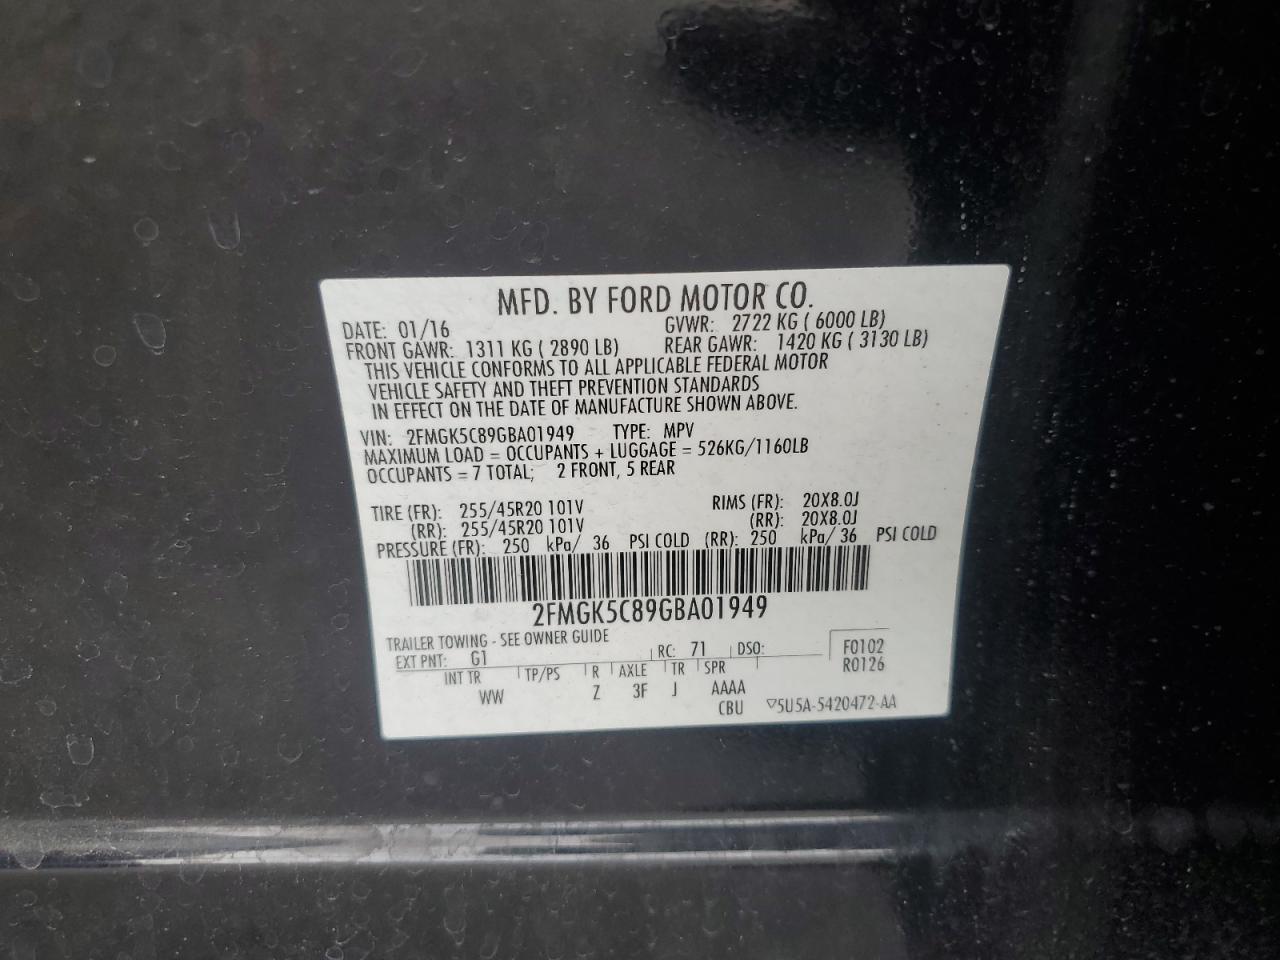 MFD. BY FORD MOTOR CO.
DATE: 01/16 GVWR: 2722 KG ( 6000 LB)
FRONT GAWR: 1311 KG ( 2890 LB) REAR GAWR: 1420 KG ( 3130 LB)
THIS VEHICLE CONFORMS TO ALL APPLICABLE FEDERAL MOTOR
VEHICLE SAFETY AND THEFT PREVENTION STANDARDS
IN EFFECT ON THE DATE OF MANUFACTURE SHOWN ABOVE.
VIN: 2FMGK5C89GBA01949 TYPE: MPV
MAXIMUM LOAD = OCCUPANTS + LUGGAGE = 526KG/1160LB
OCCUPANTS = 7 TOTAL; 2 FRONT, 5 REAR
TIRE (FR): 255/45R20 101V RIMS (FR): 20X8.0J
(RR): 255/45R20 101V (RR): 20X8.0J
PRESSURE (FR): 250 kPa/ 36 PSI COLD (RR): 250 kPa/ 36 PSI COLD
2FMGK5C89GBA01949
TRAILER TOWING - SEE OWNER GUIDE
EXT PNT: G1 RC: 71 DSO: F0102
R0126
INT TR TP/PS R AXLE TR SPR
WW Z 3F J AAAA
CBU ▽5U5A-5420472-AA